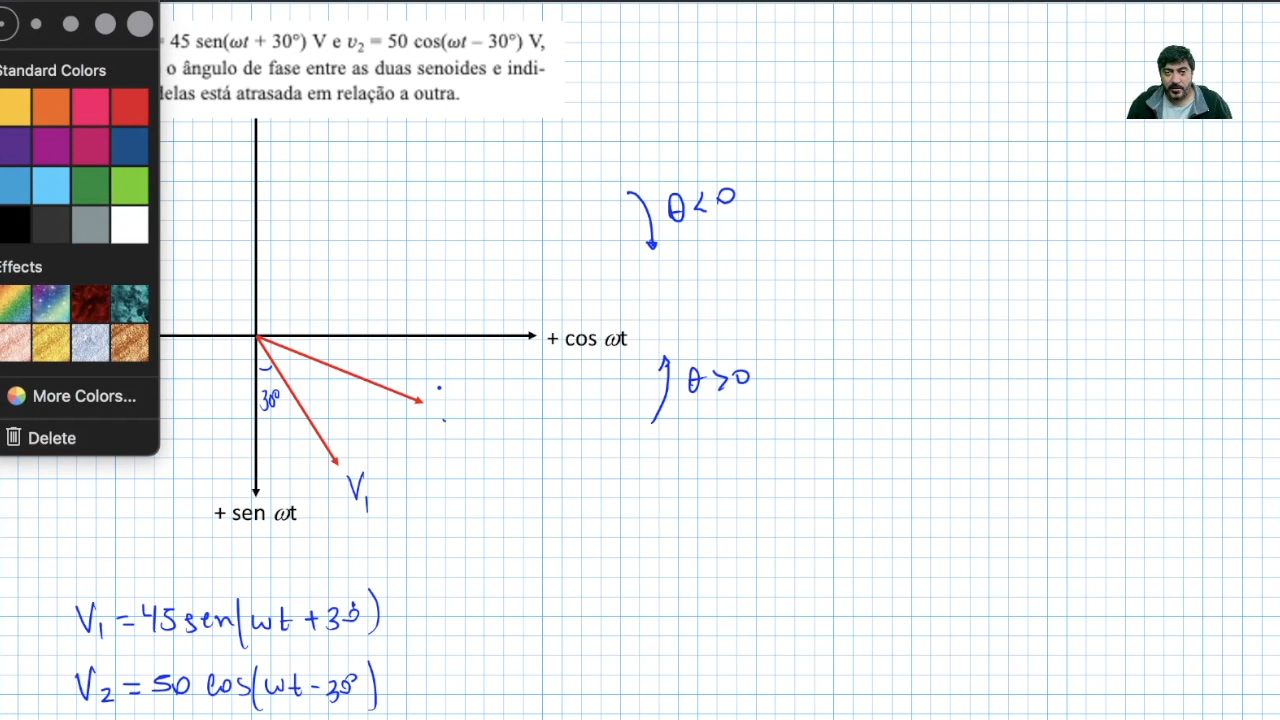 = 45 sen(ωt + 30°) V e v₂ = 50 cos(ωt – 30°) V,
o ângulo de fase entre as duas senoides e indi-
elas está atrasada em relação a outra.
Standard Colors
Effects
More Colors...
Delete
θ < 0
+ cos ωt
θ > 0
30°
V₁
+ sen ωt
V₁ = 45 sen(ωt + 30°)
V₂ = 50 cos(ωt - 30°)